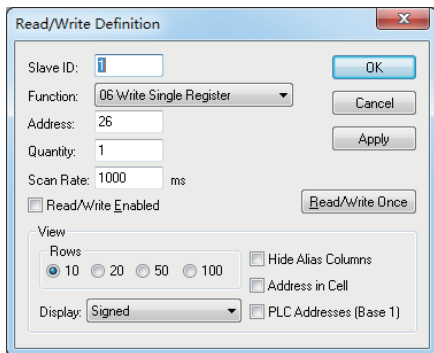 Read/Write Definition
Slave ID: 1
OK
Function: 06 Write Single Register
Cancel
Address: 26
Apply
Quantity: 1
Scan Rate: 1000 ms
Read/Write Enabled
Read/Write Once
View
Rows
10 20 50 100
Hide Alias Columns
Address in Cell
Display: Signed
PLC Addresses (Base 1)